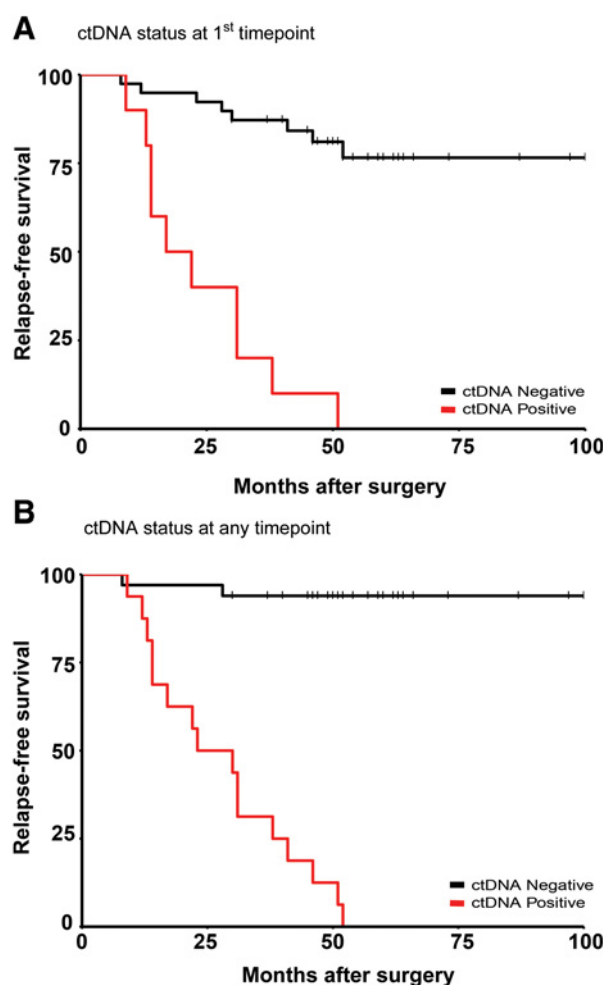 A
ctDNA status at 1st timepoint
100
75
50
25
0
Relapse-free survival
ctDNA Negative
ctDNA Positive
0 25 50 75 100
Months after surgery
B
ctDNA status at any timepoint
100
75
50
25
0
Relapse-free survival
ctDNA Negative
ctDNA Positive
0 25 50 75 100
Months after surgery